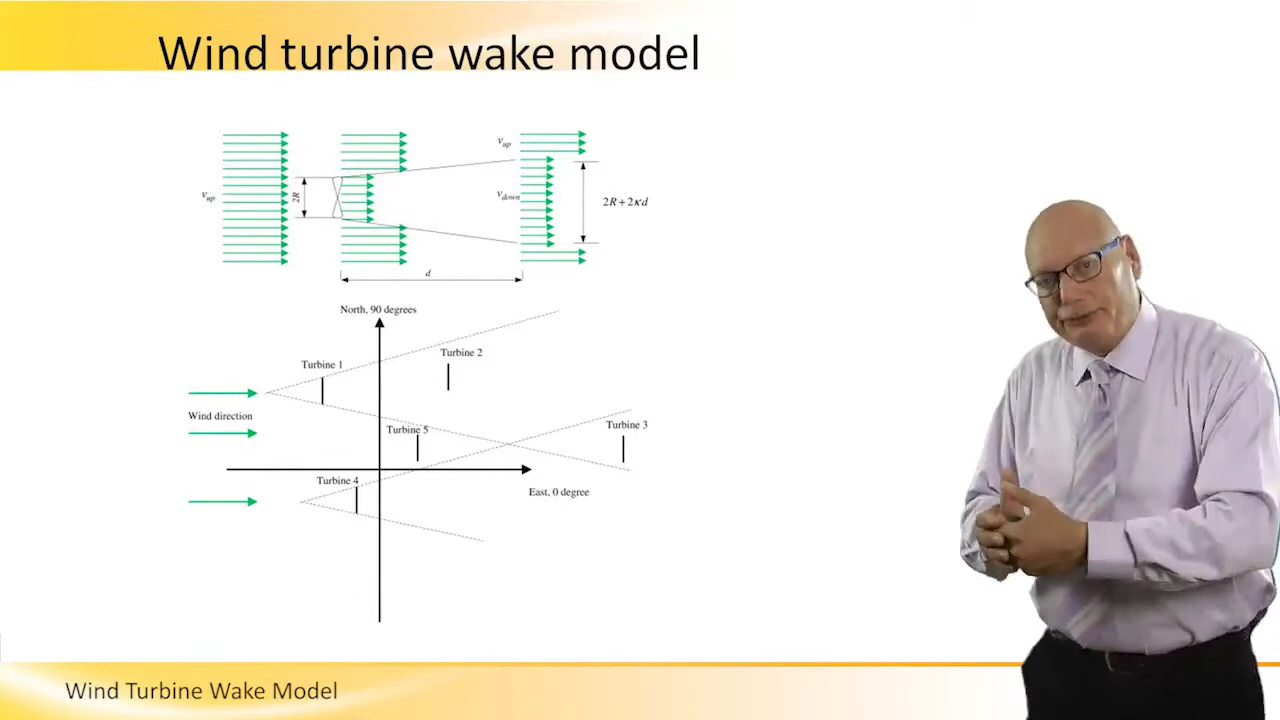 Wind turbine wake model
v_up
v_up
2R
v_down
2R+2κd
d
North, 90 degrees
Turbine 1
Turbine 2
Wind direction
Turbine 5
Turbine 3
Turbine 4
East, 0 degree
Wind Turbine Wake Model